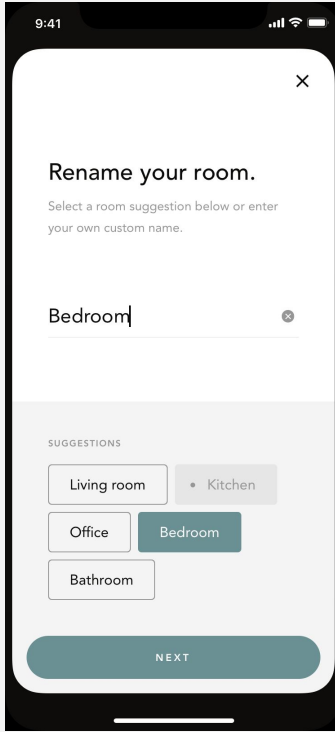 9:41
Rename your room.
Select a room suggestion below or enter
your own custom name.
Bedroom
SUGGESTIONS
Living room
• Kitchen
Office
Bedroom
Bathroom
NEXT